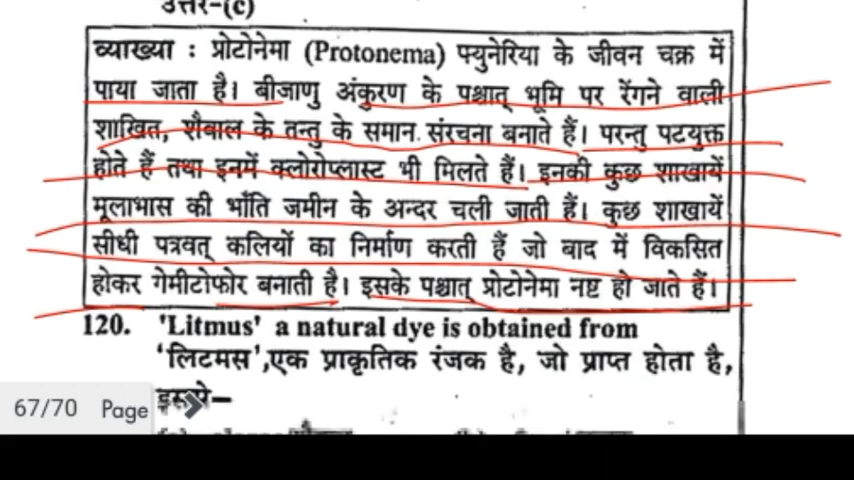 उत्तर–(c)
व्याख्या : प्रोटोनेमा (Protonema) फ्युनेरिया के जीवन चक्र में
पाया जाता है। बीजाणु अंकुरण के पश्चात् भूमि पर रेंगने वाली
शाखित, शैवाल के तन्तु के समान संरचना बनाते हैं। परन्तु पटयुक्त
होते हैं तथा इनमें क्लोरोप्लास्ट भी मिलते हैं। इनकी कुछ शाखायें
मूलाभास की भाँति जमीन के अन्दर चली जाती हैं। कुछ शाखायें
सीधी पत्रवत् कलियों का निर्माण करती हैं जो बाद में विकसित
होकर गेमीटोफोर बनाती है। इसके पश्चात् प्रोटोनेमा नष्ट हो जाते हैं।
120. 'Litmus' a natural dye is obtained from
'लिटमस',एक प्राकृतिक रंजक है, जो प्राप्त होता है,
67/70 Page